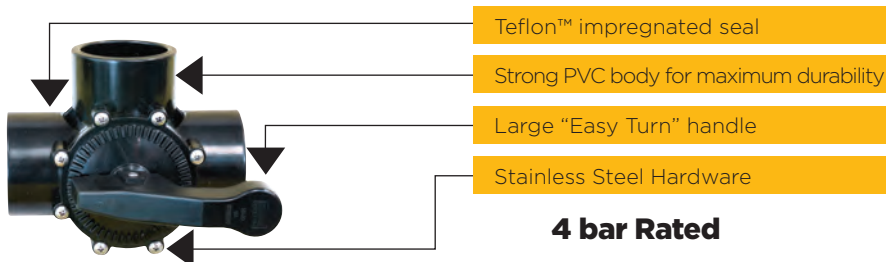 Teflon™ impregnated seal
Strong PVC body for maximum durability
Large “Easy Turn” handle
Stainless Steel Hardware
4 bar Rated